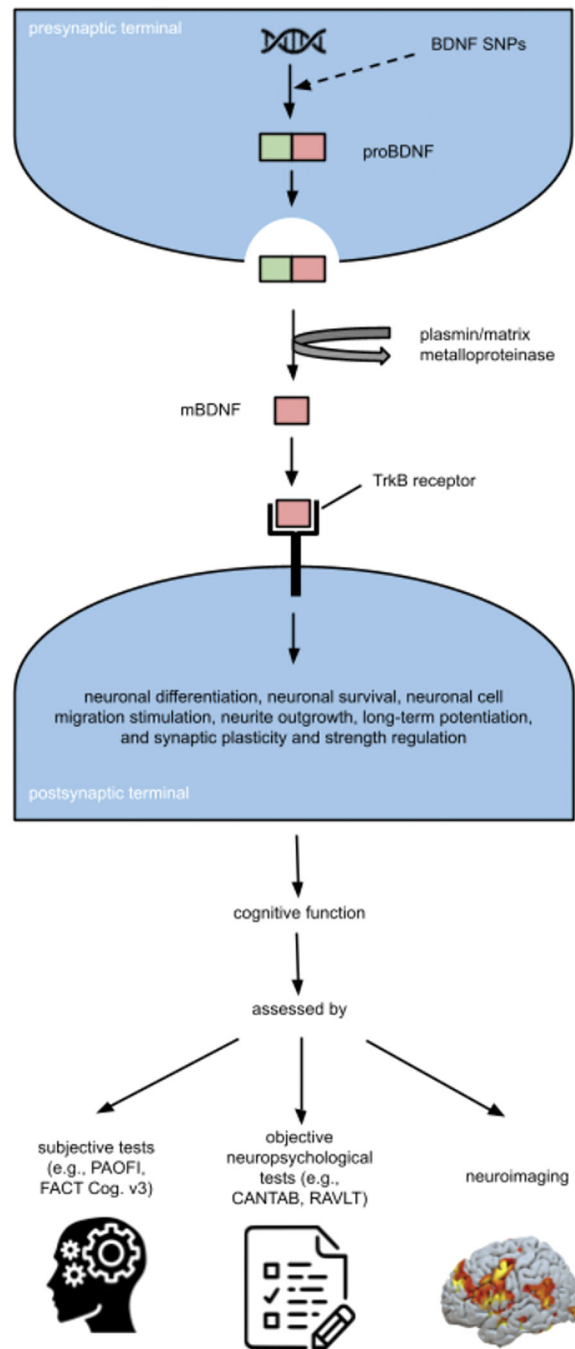 presynaptic terminal
BDNF SNPs
proBDNF
plasmin/matrix
metalloproteinase
mBDNF
TrkB receptor
neuronal differentiation, neuronal survival, neuronal cell
migration stimulation, neurite outgrowth, long-term potentiation,
and synaptic plasticity and strength regulation
postsynaptic terminal
cognitive function
assessed by
subjective tests
(e.g., PAOFI,
FACT Cog. v3)
objective
neuropsychological
tests (e.g.,
CANTAB, RAVLT)
neuroimaging